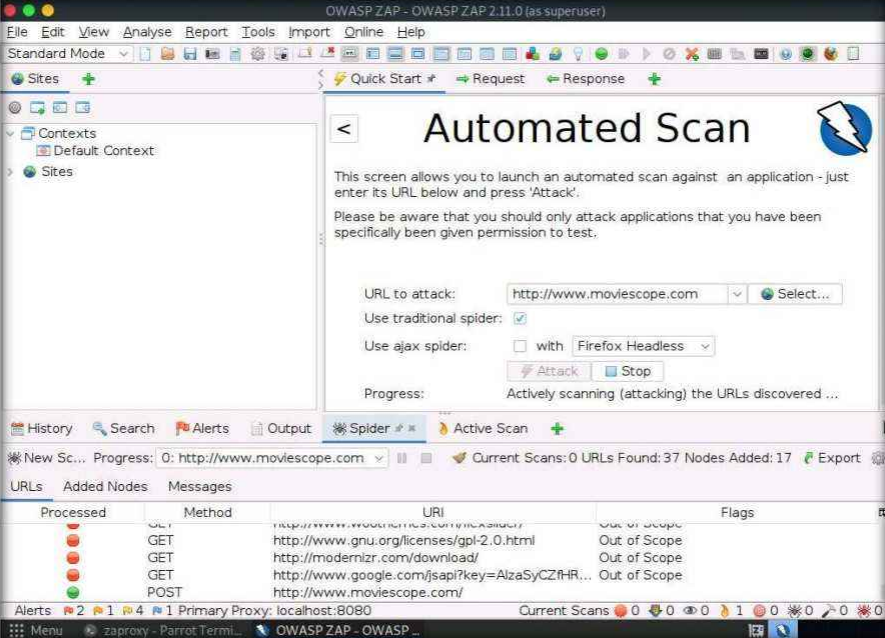 OWASP ZAP - OWASP ZAP 2.11.0 (as superuser)
File Edit View Analyse Report Tools Import Online Help
Standard Mode
Sites
Quick Start Request Response
Contexts
Default Context
Sites
<
Automated Scan
This screen allows you to launch an automated scan against an application - just
enter its URL below and press 'Attack'.
Please be aware that you should only attack applications that you have been
specifically been given permission to test.
URL to attack: http://www.moviescope.com Select...
Use traditional spider:
Use ajax spider: with Firefox Headless
Attack Stop
Progress: Actively scanning (attacking) the URLs discovered ...
History Search Alerts Output Spider Active Scan
New Sc... Progress: 0: http://www.moviescope.com Current Scans: 0 URLs Found: 37 Nodes Added: 17 Export
URLs Added Nodes Messages
Processed Method URI Flags
GET http://www.woothemes.com/flexslider/ Out of Scope
GET http://www.gnu.org/licenses/gpl-2.0.html Out of Scope
GET http://modernizr.com/download/ Out of Scope
GET http://www.google.com/jsapi?key=AIzaSyCZfHR... Out of Scope
POST http://www.moviescope.com/
Alerts 2 1 4 1 Primary Proxy: localhost:8080 Current Scans 0 0 0 1 0 0 0 0
Menu zaproxy - Parrot Termi... OWASP ZAP - OWASP ...